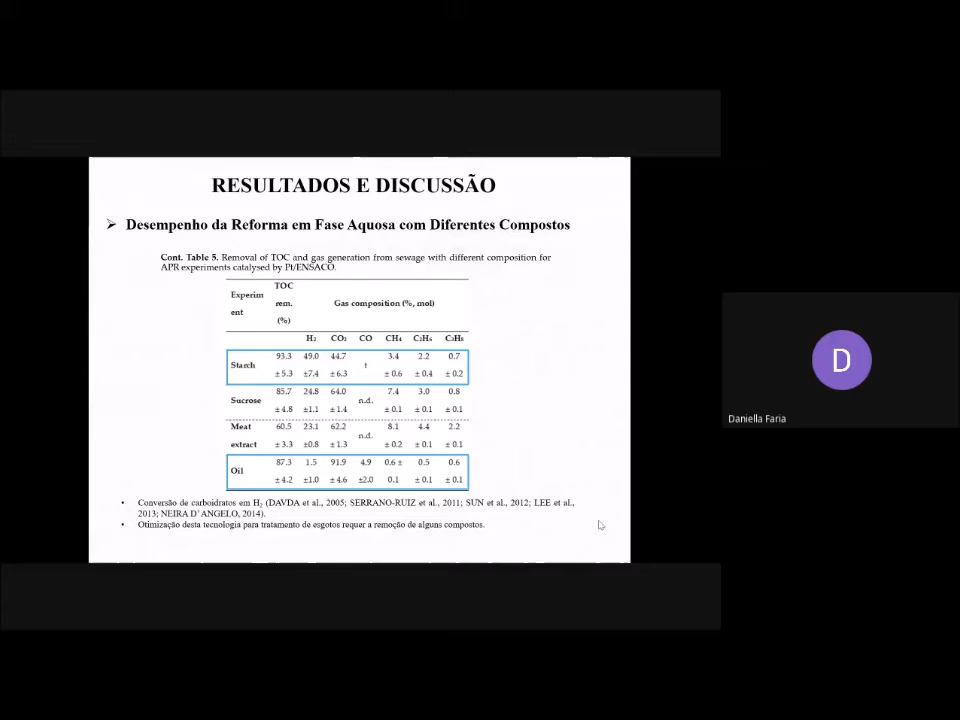 RESULTADOS E DISCUSSÃO
➢ Desempenho da Reforma em Fase Aquosa com Diferentes Compostos
Cont. Table 5. Removal of TOC and gas generation from sewage with different composition for
APR experiments catalysed by Pt/ENSACO.
Experim
ent
TOC
rem.
(%)
Gas composition (%, mol)
H₂ CO₂ CO CH₄ C₂H₆ C₃H₈
Starch
93.3 49.0 44.7 t 3.4 2.2 0.7
± 5.3 ±7.4 ± 6.3 ± 0.6 ± 0.4 ± 0.2
Sucrose
85.7 24.8 64.0 n.d. 7.4 3.0 0.8
± 4.8 ±1.1 ± 1.4 ± 0.1 ± 0.1 ± 0.1
Meat
extract
60.5 23.1 62.2 n.d. 8.1 4.4 2.2
± 3.3 ±0.8 ± 1.3 ± 0.2 ± 0.1 ± 0.1
Oil
87.3 1.5 91.9 4.9 0.6 ± 0.5 0.6
± 4.2 ±1.0 ± 4.6 ±2.0 0.1 ± 0.1 ± 0.1
• Conversão de carboidratos em H₂ (DAVDA et al., 2005; SERRANO-RUIZ et al., 2011; SUN et al., 2012; LEE et al.,
2013; NEIRA D'ANGELO, 2014).
• Otimização desta tecnologia para tratamento de esgotos requer a remoção de alguns compostos.
D
Daniella Faria